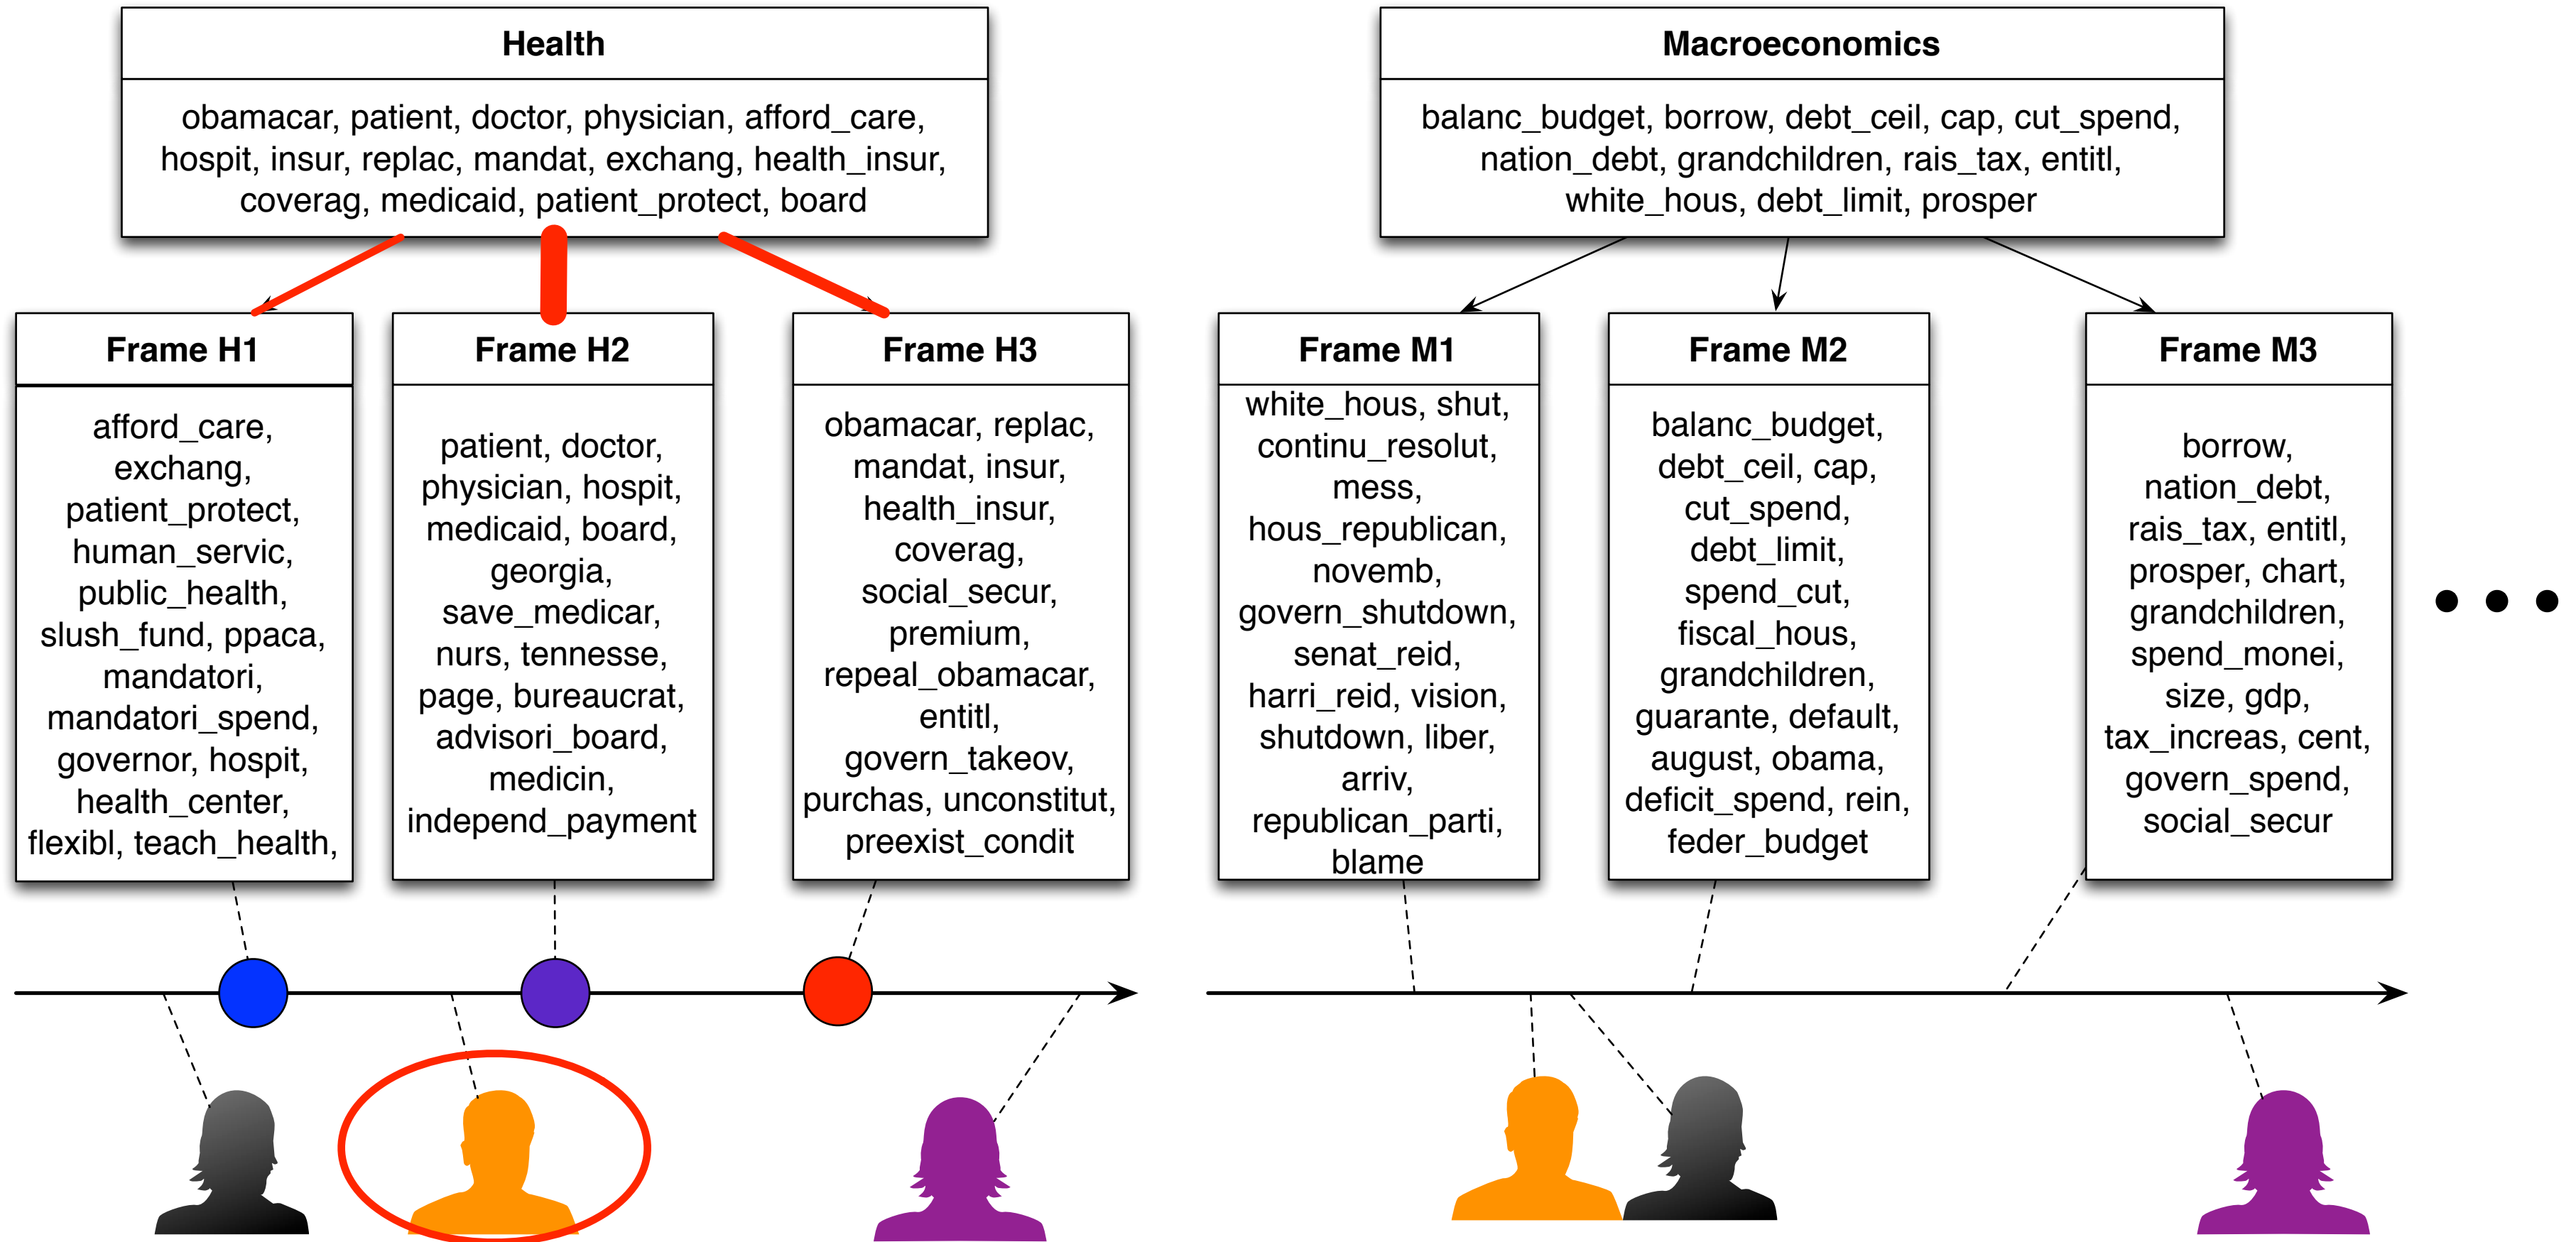 Health
obamacar, patient, doctor, physician, afford_care,
hospit, insur, replac, mandat, exchang, health_insur,
coverag, medicaid, patient_protect, board
Macroeconomics
balanc_budget, borrow, debt_ceil, cap, cut_spend,
nation_debt, grandchildren, rais_tax, entitl,
white_hous, debt_limit, prosper
Frame H1
afford_care,
exchang,
patient_protect,
human_servic,
public_health,
slush_fund, ppaca,
mandatori,
mandatori_spend,
governor, hospit,
health_center,
flexibl, teach_health,
Frame H2
patient, doctor,
physician, hospit,
medicaid, board,
georgia,
save_medicar,
nurs, tennesse,
page, bureaucrat,
advisori_board,
medicin,
independ_payment
Frame H3
obamacar, replac,
mandat, insur,
health_insur,
coverag,
social_secur,
premium,
repeal_obamacar,
entitl,
govern_takeov,
purchas, unconstitut,
preexist_condit
Frame M1
white_hous, shut,
continu_resolut,
mess,
hous_republican,
novemb,
govern_shutdown,
senat_reid,
harri_reid, vision,
shutdown, liber,
arriv,
republican_parti,
blame
Frame M2
balanc_budget,
debt_ceil, cap,
cut_spend,
debt_limit,
spend_cut,
fiscal_hous,
grandchildren,
guarante, default,
august, obama,
deficit_spend, rein,
feder_budget
Frame M3
borrow,
nation_debt,
rais_tax, entitl,
prosper, chart,
grandchildren,
spend_monei,
size, gdp,
tax_increas, cent,
govern_spend,
social_secur